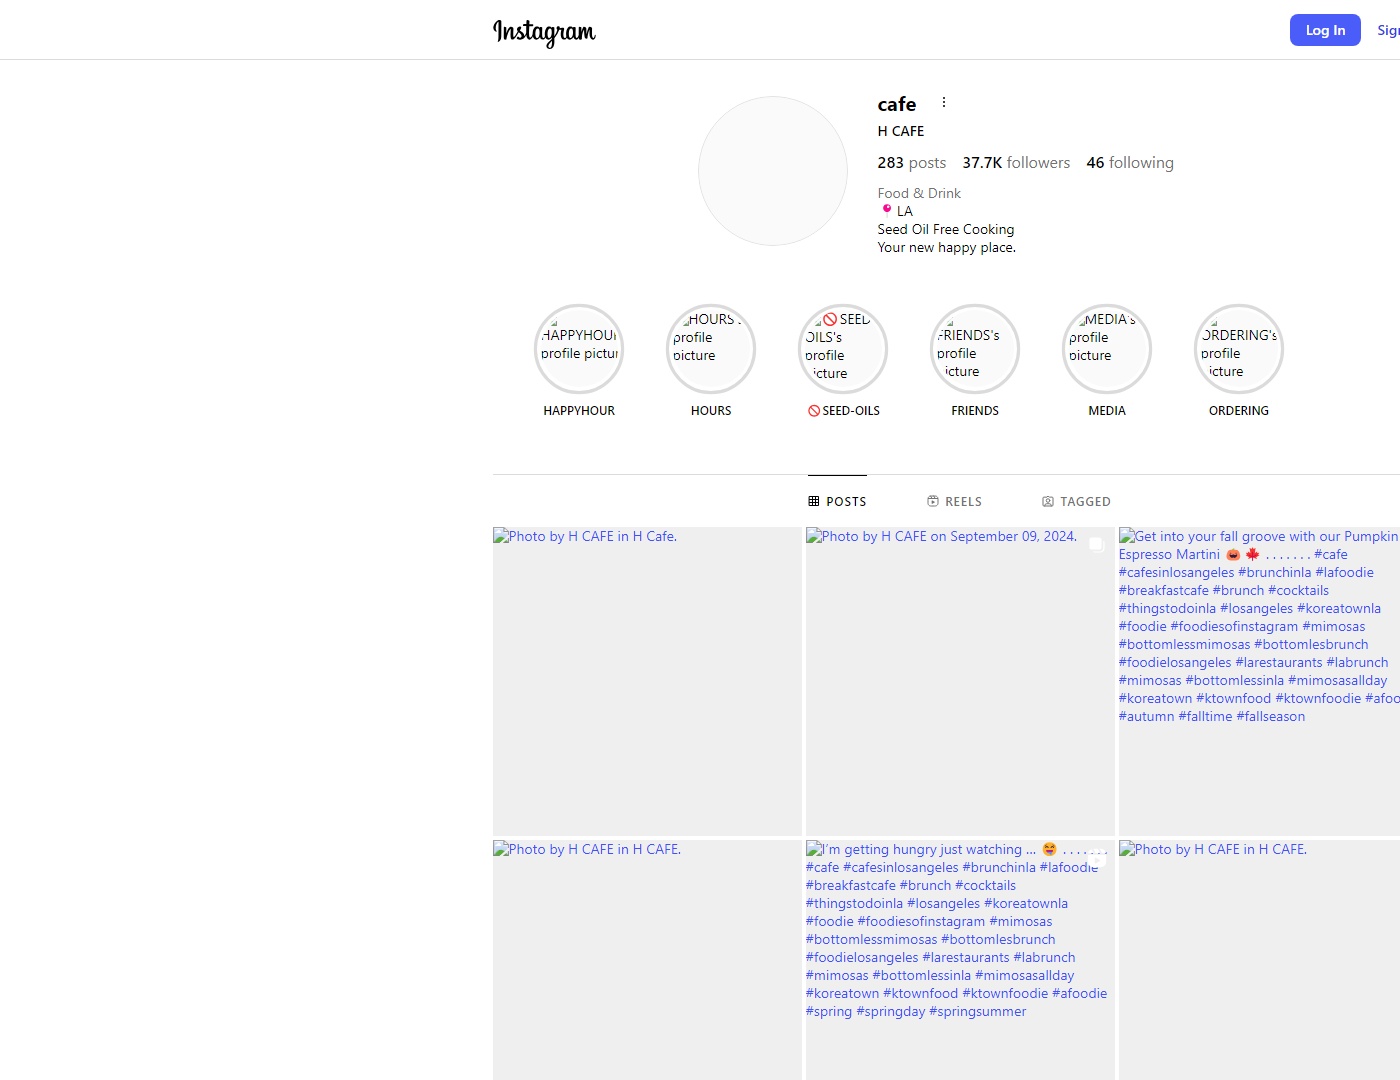 Instagram
Log In
cafe
H CAFE
283 posts 37.7K followers 46 following
Food & Drink
📍 LA
Seed Oil Free Cooking
Your new happy place.
HAPPYHOU
profile pictu
HOURS
profile
picture
🚫 SEED
OILS's
profile
picture
FRIENDS's
profile
picture
MEDIA's
profile
picture
ORDERING's
profile
picture
HAPPYHOUR
HOURS
🚫SEED-OILS
FRIENDS
MEDIA
ORDERING
POSTS
REELS
TAGGED
Photo by H CAFE in H Cafe.
Photo by H CAFE on September 09, 2024.
Get into your fall groove with our Pumpkin
Espresso Martini 🎃 🍁 . . . . . . . #cafe
#cafesinlosangeles #brunchinla #lafoodie
#breakfastcafe #brunch #cocktails
#thingstodoinla #losangeles #koreatownla
#foodie #foodiesofinstagram #mimosas
#bottomlessmimosas #bottomlesbrunch
#foodielosangeles #larestaurants #labrunch
#mimosas #bottomlessinla #mimosasallday
#koreatown #ktownfood #ktownfoodie #afoo
#autumn #falltime #fallseason
Photo by H CAFE in H CAFE.
I'm getting hungry just watching ... 😝 . . . . . . .
#cafe #cafesinlosangeles #brunchinla #lafoodie
#breakfastcafe #brunch #cocktails
#thingstodoinla #losangeles #koreatownla
#foodie #foodiesofinstagram #mimosas
#bottomlessmimosas #bottomlesbrunch
#foodielosangeles #larestaurants #labrunch
#mimosas #bottomlessinla #mimosasallday
#koreatown #ktownfood #ktownfoodie #afoodie
#spring #springday #springsummer
Photo by H CAFE in H CAFE.